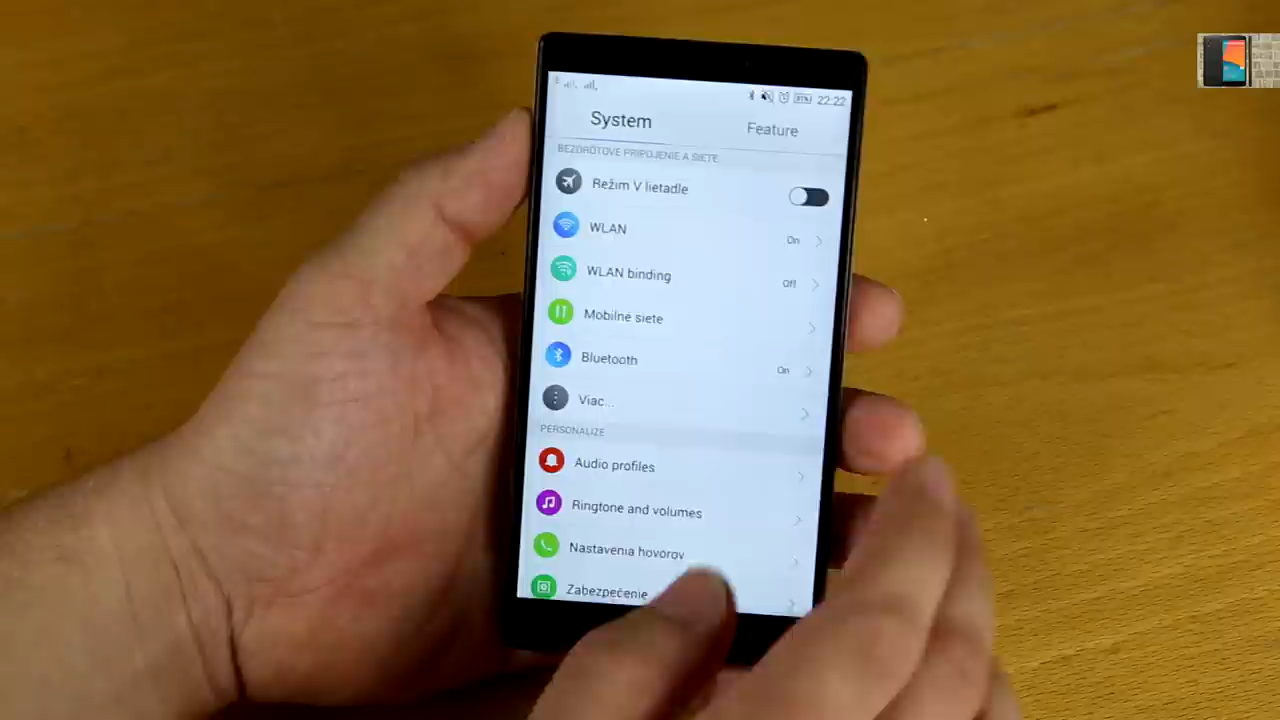 22:22
System
Feature
BEZDRÔTOVÉ PRIPOJENIE A SIETE
Režim V lietadle
WLAN
On
WLAN binding
Off
Mobilné siete
Bluetooth
On
Viac...
PERSONALIZE
Audio profiles
Ringtone and volumes
Nastavenia hovorov
Zabezpečenie